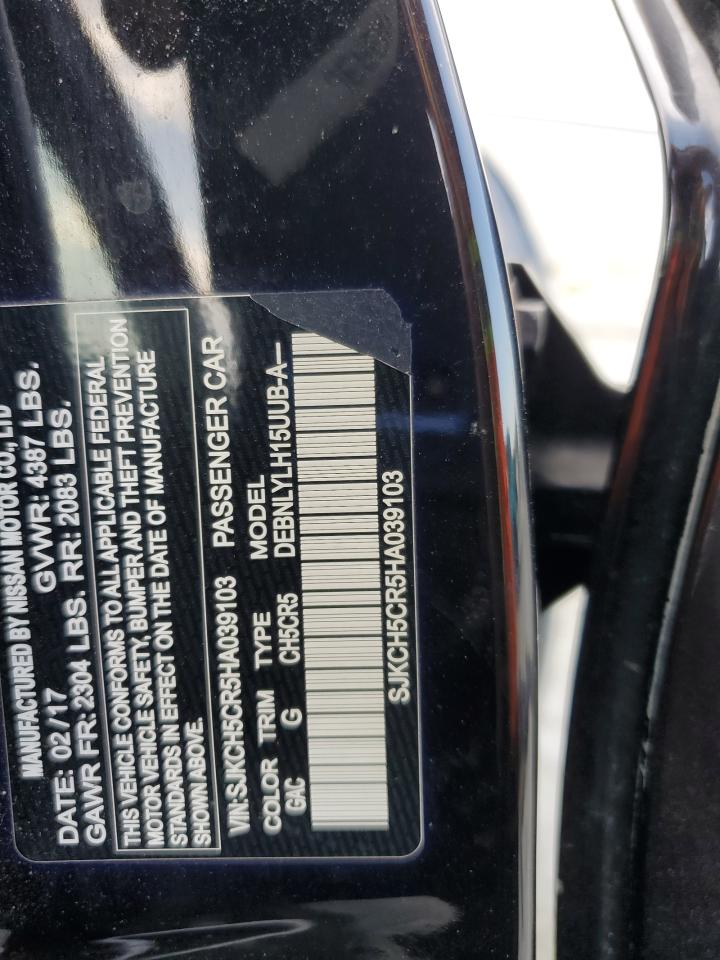 MANUFACTURED BY NISSAN MOTOR CO., LTD
DATE: 02 /17 GVWR: 4387 LBS.
GAWR FR: 2304 LBS. RR: 2083 LBS.
THIS VEHICLE CONFORMS TO ALL APPLICABLE FEDERAL
MOTOR VEHICLE SAFETY, BUMPER AND THEFT PREVENTION
STANDARDS IN EFFECT ON THE DATE OF MANUFACTURE
SHOWN ABOVE.
VIN:SJKCH5CR5HA039103 PASSENGER CAR
COLOR TRIM TYPE MODEL
GAC G CH5CR5 DEBNLYLH15UUB-A—
SJKCH5CR5HA039103